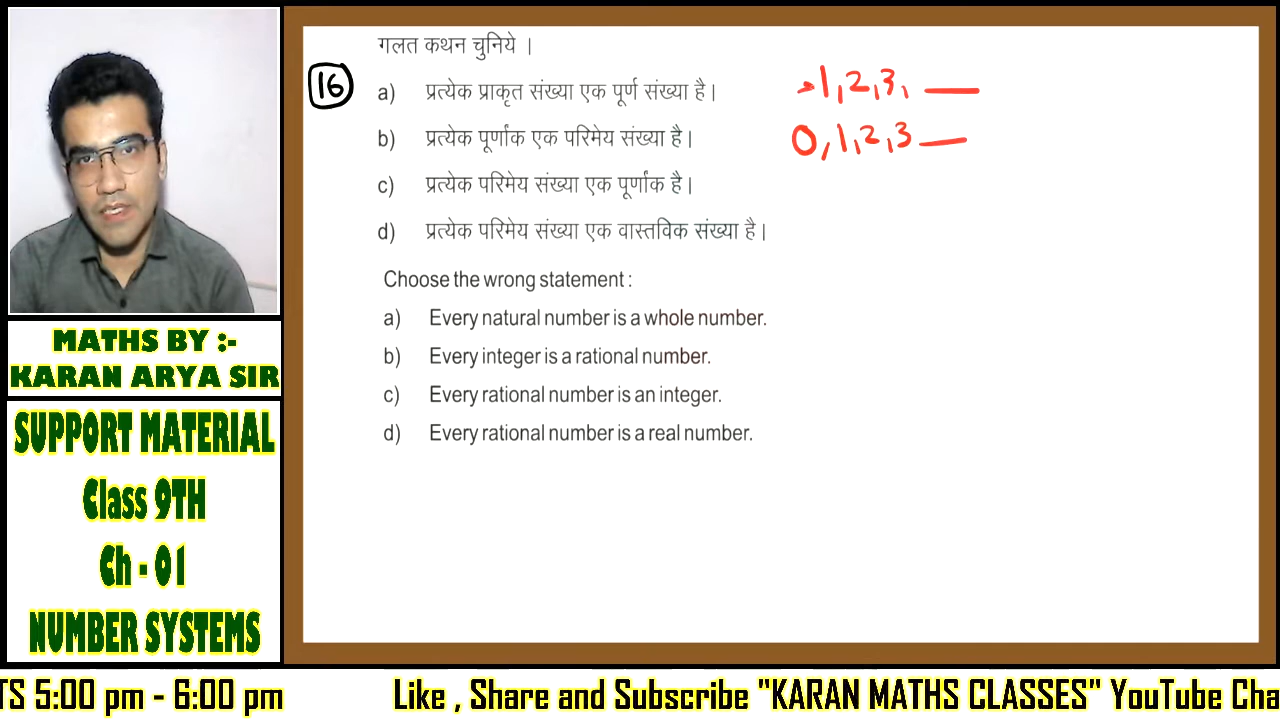 गलत कथन चुनिये ।
16
a) प्रत्येक प्राकृत संख्या एक पूर्ण संख्या है।
1, 2, 3, —
b) प्रत्येक पूर्णांक एक परिमेय संख्या है।
0, 1, 2, 3 —
c) प्रत्येक परिमेय संख्या एक पूर्णांक है।
d) प्रत्येक परिमेय संख्या एक वास्तविक संख्या है।
Choose the wrong statement :
a) Every natural number is a whole number.
b) Every integer is a rational number.
c) Every rational number is an integer.
d) Every rational number is a real number.
MATHS BY :-
KARAN ARYA SIR
SUPPORT MATERIAL
Class 9TH
Ch - 01
NUMBER SYSTEMS
TS 5:00 pm - 6:00 pm
Like , Share and Subscribe "KARAN MATHS CLASSES" YouTube Cha